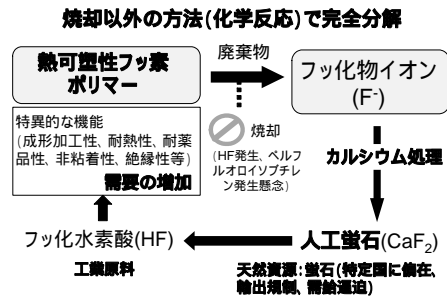 焼却以外の方法(化学反応)で完全分解
熱可塑性フッ素
ポリマー
廃棄物
フッ化物イオン
(F-)
特異的な機能
(成形加工性、耐熱性、耐薬
品性、非粘着性、絶縁性等)
需要の増加
焼却
(HF発生、ペルフ
ルオロイソブチレ
ン発生懸念)
カルシウム処理
フッ化水素酸(HF)
工業原料
人工蛍石(CaF2)
天然資源:蛍石(特定国に偏在、
輸出規制、需給逼迫)